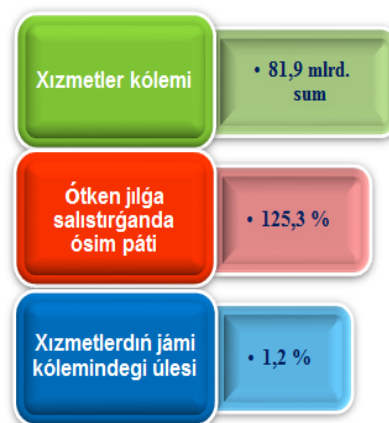 Xızmetler kólemi
• 81,9 mlrd.
sum
Ótken jılǵa
salıstırǵanda
ósim páti
• 125,3 %
Xızmetlerdiń jámi
kólemindegi úlesi
• 1,2 %